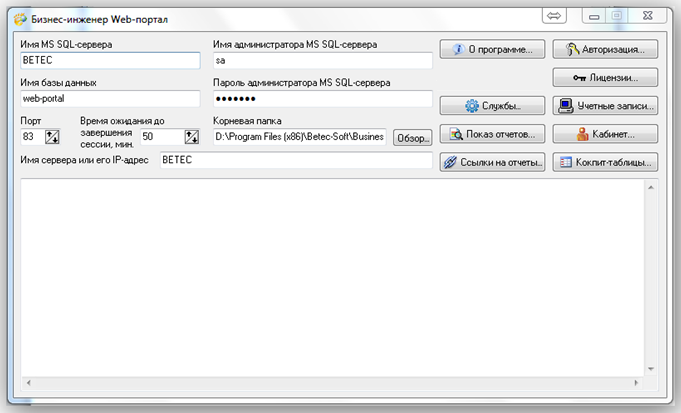 Бизнес-инженер Web-портал
Имя MS SQL-сервера
Имя администратора MS SQL-сервера
BETEC
sa
Имя базы данных
Пароль администратора MS SQL-сервера
web-portal
•••••••
Порт
Время ожидания до завершения сессии, мин.
Корневая папка
83
50
D:\Program Files (x86)\Betec-Soft\Busines
Обзор...
Имя сервера или его IP-адрес
BETEC
О программе...
Авторизация...
Лицензии...
Службы...
Учетные записи...
Показ отчетов...
Кабинет...
Ссылки на отчеты..
Кокпит-таблицы...